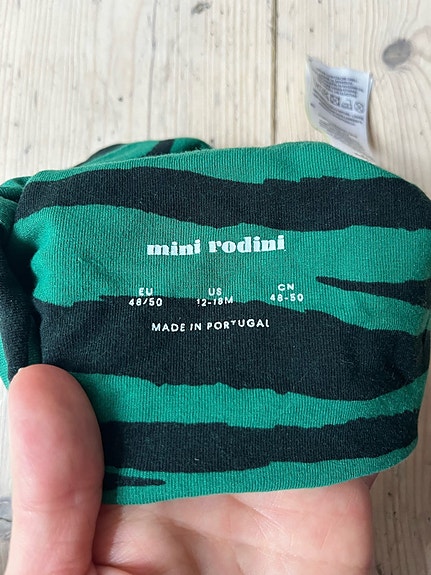 mini rodini
EU US CN
48/50 12-18M 48-50
MADE IN PORTUGAL